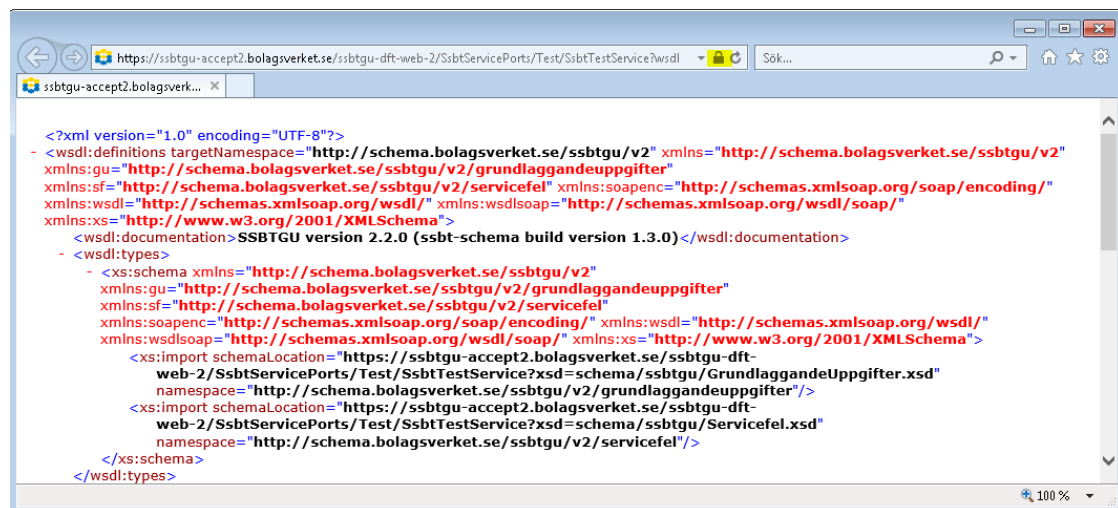 https://ssbtgu-accept2.bolagsverket.se/ssbtgu-dft-web-2/SsbtServicePorts/Test/SsbtTestService?wsdl
Sök...
ssbtgu-accept2.bolagsverk...
<?xml version="1.0" encoding="UTF-8"?>
- <wsdl:definitions targetNamespace="http://schema.bolagsverket.se/ssbtgu/v2" xmlns="http://schema.bolagsverket.se/ssbtgu/v2"
xmlns:gu="http://schema.bolagsverket.se/ssbtgu/v2/grundlaggandeuppgifter"
xmlns:sf="http://schema.bolagsverket.se/ssbtgu/v2/servicefel" xmlns:soapenc="http://schemas.xmlsoap.org/soap/encoding/"
xmlns:wsdl="http://schemas.xmlsoap.org/wsdl/" xmlns:wsdlsoap="http://schemas.xmlsoap.org/wsdl/soap/"
xmlns:xs="http://www.w3.org/2001/XMLSchema">
<wsdl:documentation>SSBTGU version 2.2.0 (ssbt-schema build version 1.3.0)</wsdl:documentation>
- <wsdl:types>
- <xs:schema xmlns="http://schema.bolagsverket.se/ssbtgu/v2"
xmlns:gu="http://schema.bolagsverket.se/ssbtgu/v2/grundlaggandeuppgifter"
xmlns:sf="http://schema.bolagsverket.se/ssbtgu/v2/servicefel"
xmlns:soapenc="http://schemas.xmlsoap.org/soap/encoding/" xmlns:wsdl="http://schemas.xmlsoap.org/wsdl/"
xmlns:wsdlsoap="http://schemas.xmlsoap.org/wsdl/soap/" xmlns:xs="http://www.w3.org/2001/XMLSchema">
<xs:import schemaLocation="https://ssbtgu-accept2.bolagsverket.se/ssbtgu-dft-
web-2/SsbtServicePorts/Test/SsbtTestService?xsd=schema/ssbtgu/GrundlaggandeUppgifter.xsd"
namespace="http://schema.bolagsverket.se/ssbtgu/v2/grundlaggandeuppgifter"/>
<xs:import schemaLocation="https://ssbtgu-accept2.bolagsverket.se/ssbtgu-dft-
web-2/SsbtServicePorts/Test/SsbtTestService?xsd=schema/ssbtgu/Servicefel.xsd"
namespace="http://schema.bolagsverket.se/ssbtgu/v2/servicefel"/>
</xs:schema>
</wsdl:types>
100 %